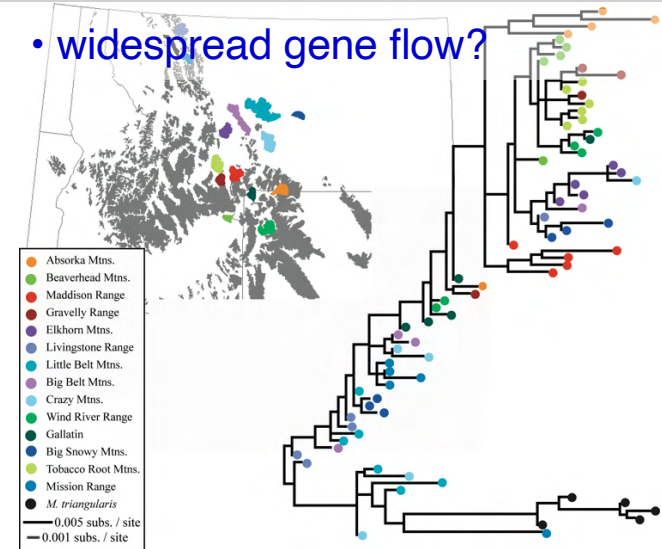 • widespread gene flow?
Absorka Mtns.
Beaverhead Mtns.
Maddison Range
Gravelly Range
Elkhorn Mtns.
Livingstone Range
Little Belt Mtns.
Big Belt Mtns.
Crazy Mtns.
Wind River Range
Gallatin
Big Snowy Mtns.
Tobacco Root Mtns.
Mission Range
M. triangularis
0.005 subs. / site
0.001 subs. / site